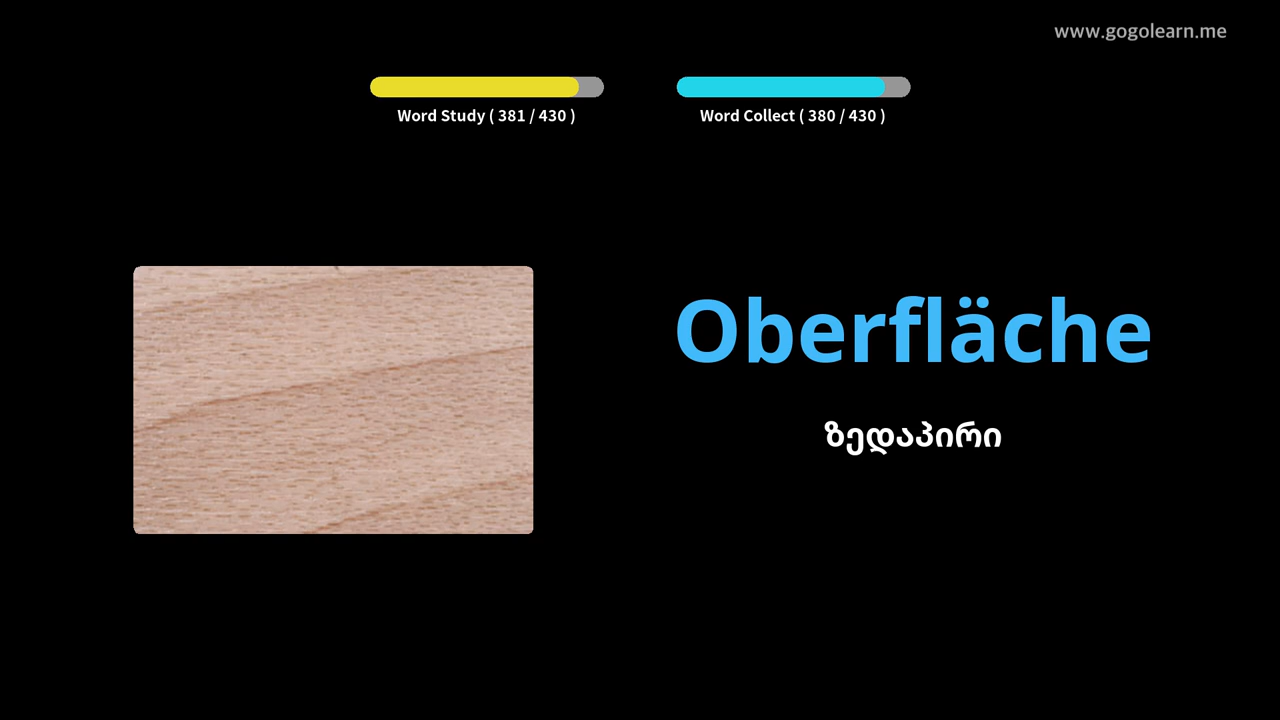 www.gogolearn.me
Word Study ( 381 / 430 )
Word Collect ( 380 / 430 )
Oberfläche
ზედაპირი